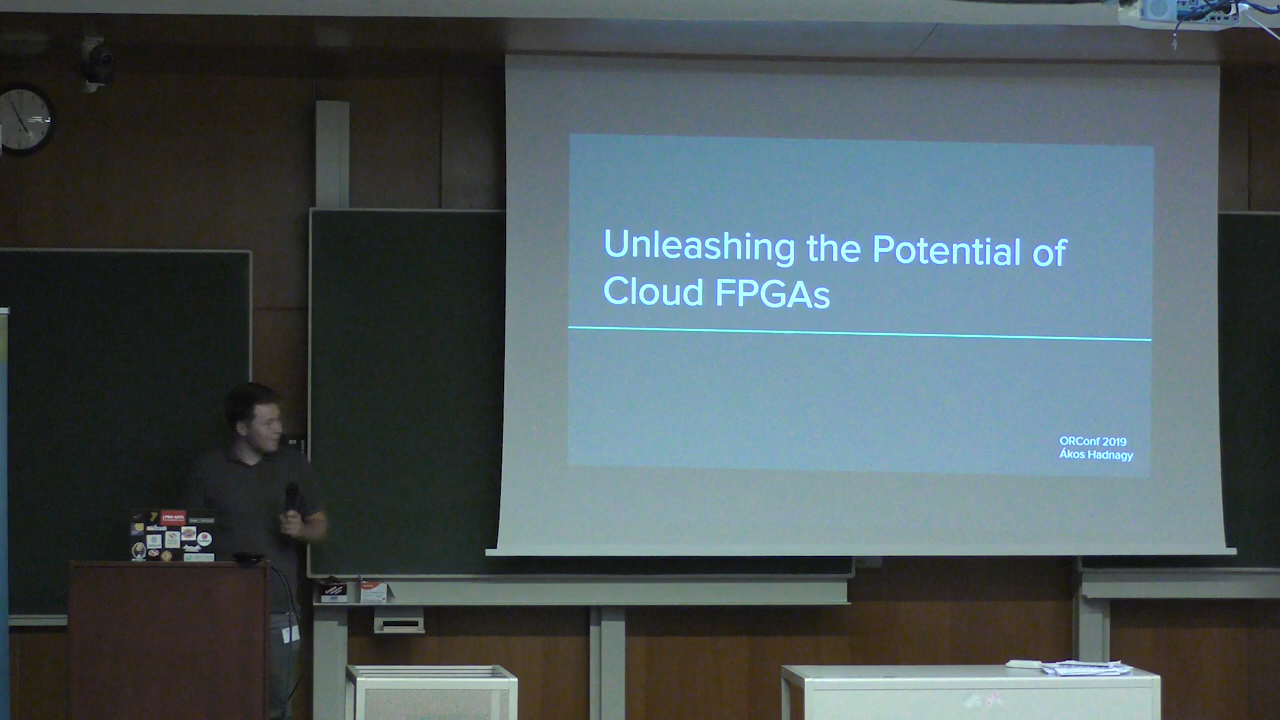 Unleashing the Potential of
Cloud FPGAs
ORConf 2019
Ákos Hadnagy